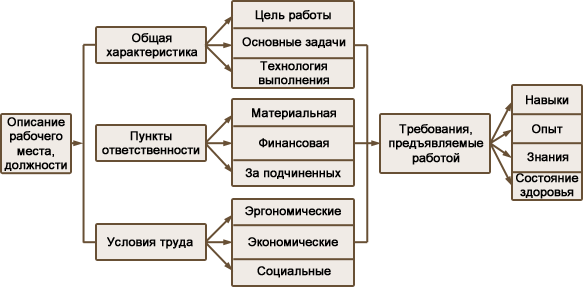 Описание
рабочего
места,
должности
Общая
характеристика
Цель работы
Основные задачи
Технология
выполнения
Пункты
ответственности
Материальная
Финансовая
За подчиненных
Условия труда
Эргономические
Экономические
Социальные
Требования,
предъявляемые
работой
Навыки
Опыт
Знания
Состояние
здоровья